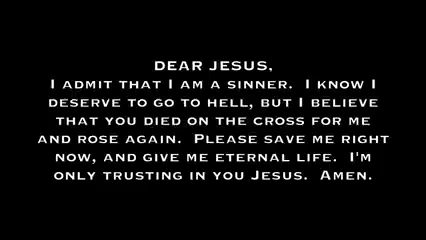 DEAR JESUS,
I ADMIT THAT I AM A SINNER. I KNOW I
DESERVE TO GO TO HELL, BUT I BELIEVE
THAT YOU DIED ON THE CROSS FOR ME
AND ROSE AGAIN. PLEASE SAVE ME RIGHT
NOW, AND GIVE ME ETERNAL LIFE. I'M
ONLY TRUSTING IN YOU JESUS. AMEN.